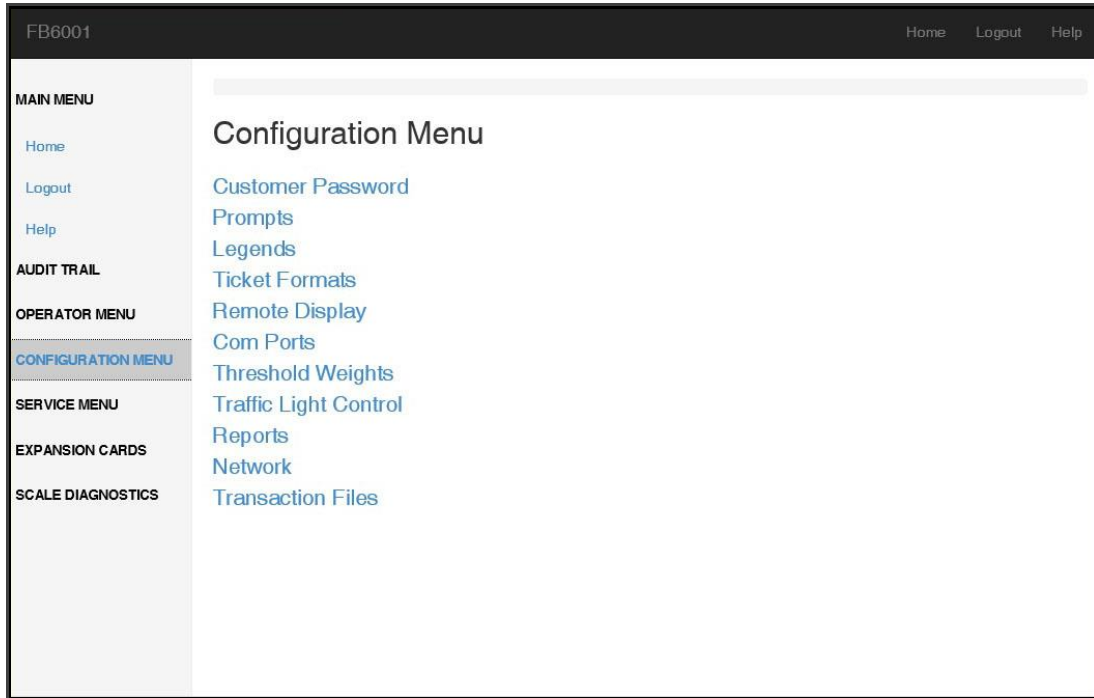 FB6001
Home Logout Help
MAIN MENU
Home
Logout
Help
AUDIT TRAIL
OPERATOR MENU
CONFIGURATION MENU
SERVICE MENU
EXPANSION CARDS
SCALE DIAGNOSTICS
Configuration Menu
Customer Password
Prompts
Legends
Ticket Formats
Remote Display
Com Ports
Threshold Weights
Traffic Light Control
Reports
Network
Transaction Files